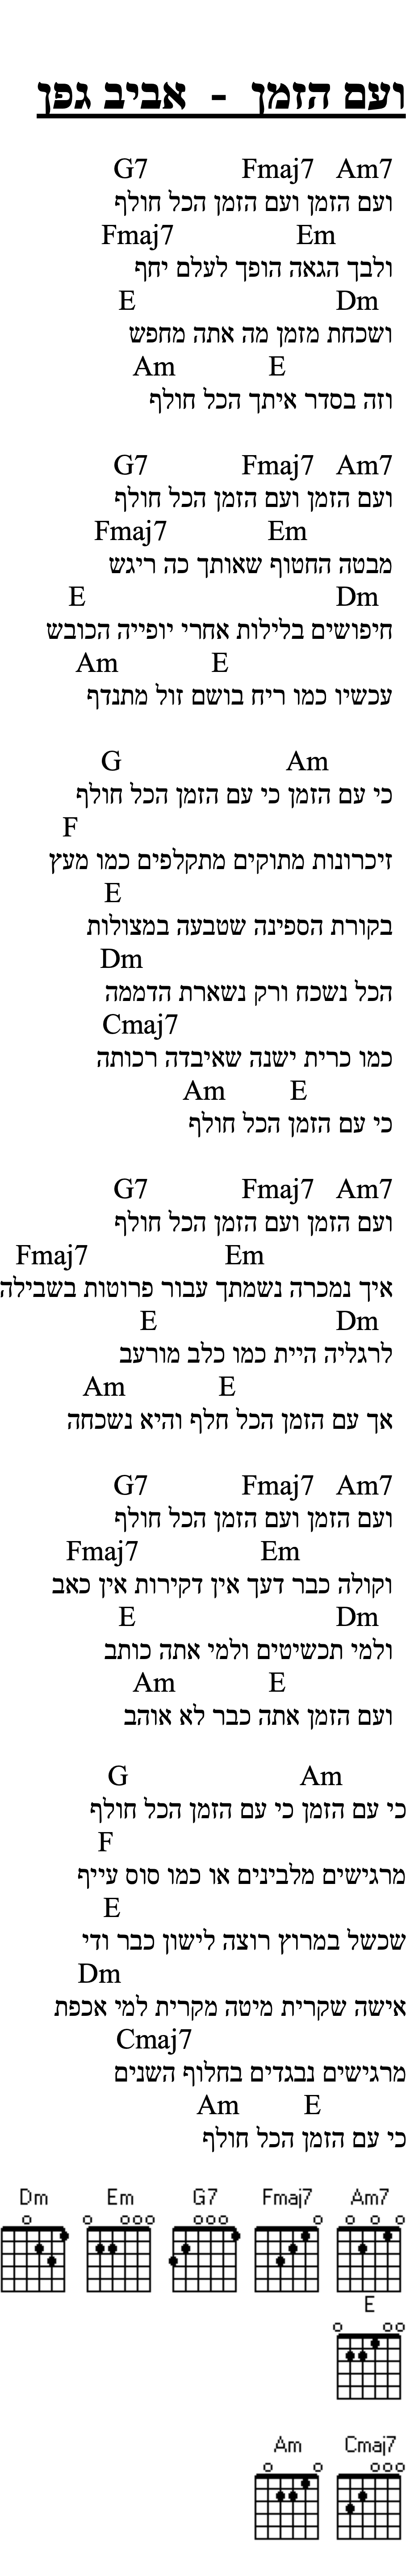 ועם הזמן - אביב גפן
Am7 Fmaj7 G7
ועם הזמן ועם הזמן הכל חולף
Em Fmaj7
ולבך הגאה הופך לעלם יחף
Dm E
ושכחת מזמן מה אתה מחפש
E Am
וזה בסדר איתך הכל חולף
Am7 Fmaj7 G7
ועם הזמן ועם הזמן הכל חולף
Em Fmaj7
מבטה החטוף שאותך כה ריגש
Dm E
חיפושים בלילות אחרי יופייה הכובש
E Am
עכשיו כמו ריח בושם זול מתנדף
Am G
כי עם הזמן כי עם הזמן הכל חולף
F
זיכרונות מתוקים מתקלפים כמו מעץ
E
בקורת הספינה שטבעה במצולות
Dm
הכל נשכח ורק נשארת הדממה
Cmaj7
כמו כרית ישנה שאיבדה רכותה
E Am
כי עם הזמן הכל חולף
Am7 Fmaj7 G7
ועם הזמן ועם הזמן הכל חולף
Em Fmaj7
איך נמכרה נשמתך עבור פרוטות בשבילה
Dm E
לרגליה היית כמו כלב מורעב
E Am
אך עם הזמן הכל חלף והיא נשכחה
Am7 Fmaj7 G7
ועם הזמן ועם הזמן הכל חולף
Em Fmaj7
וקולה כבר דעך אין דקירות אין כאב
Dm E
ולמי תכשיטים ולמי אתה כותב
E Am
ועם הזמן אתה כבר לא אוהב
Am G
כי עם הזמן כי עם הזמן הכל חולף
F
מרגישים מלבינים או כמו סוס עייף
E
שכשל במרוץ רוצה לישון כבר ודי
Dm
אישה שקרית מיטה מקרית למי אכפת
Cmaj7
מרגישים נבגדים בחלוף השנים
E Am
כי עם הזמן הכל חולף
Am7 Fmaj7 G7 Em Dm
E
Cmaj7 Am